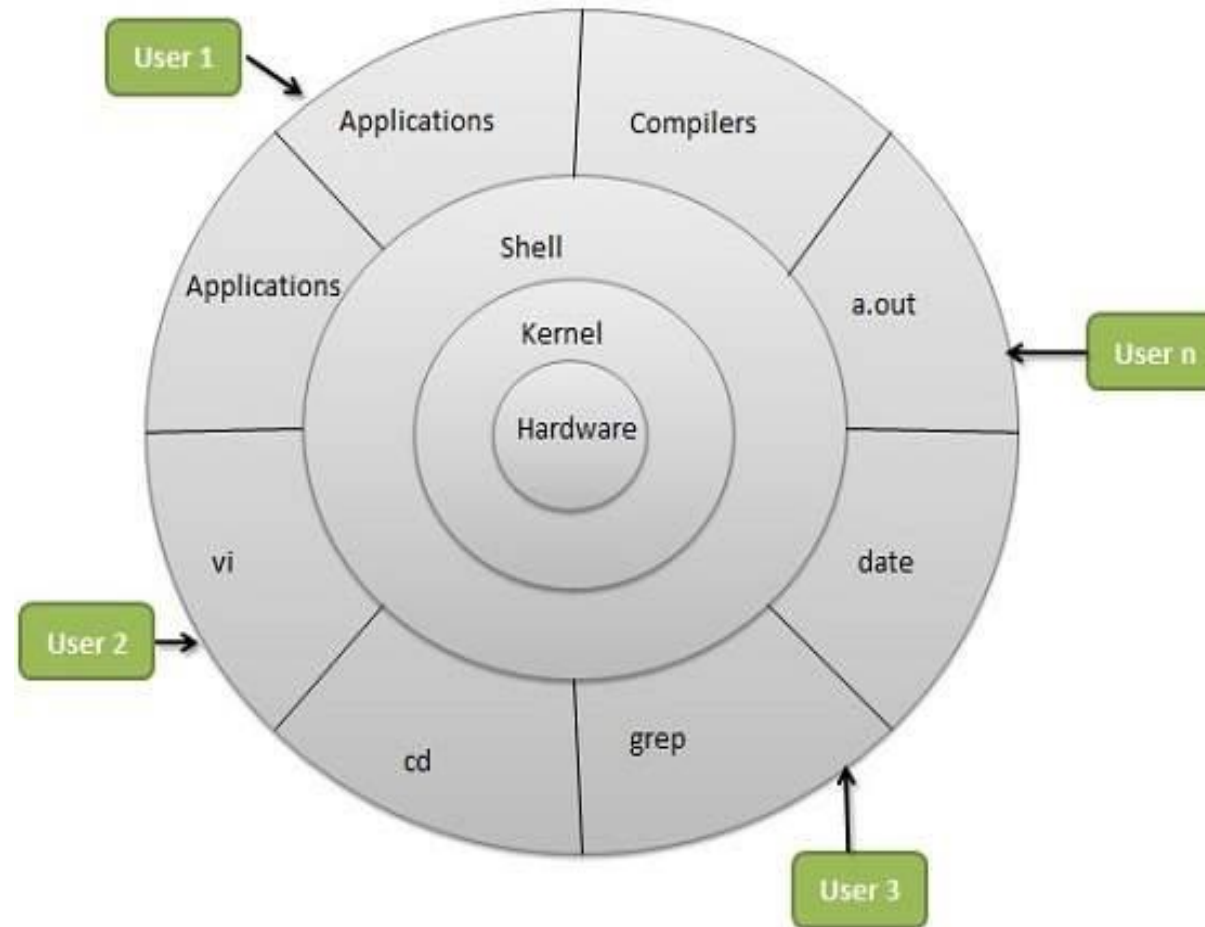 User 1
Applications
Compilers
Shell
Applications
a.out
Kernel
User n
Hardware
vi
date
User 2
grep
cd
User 3